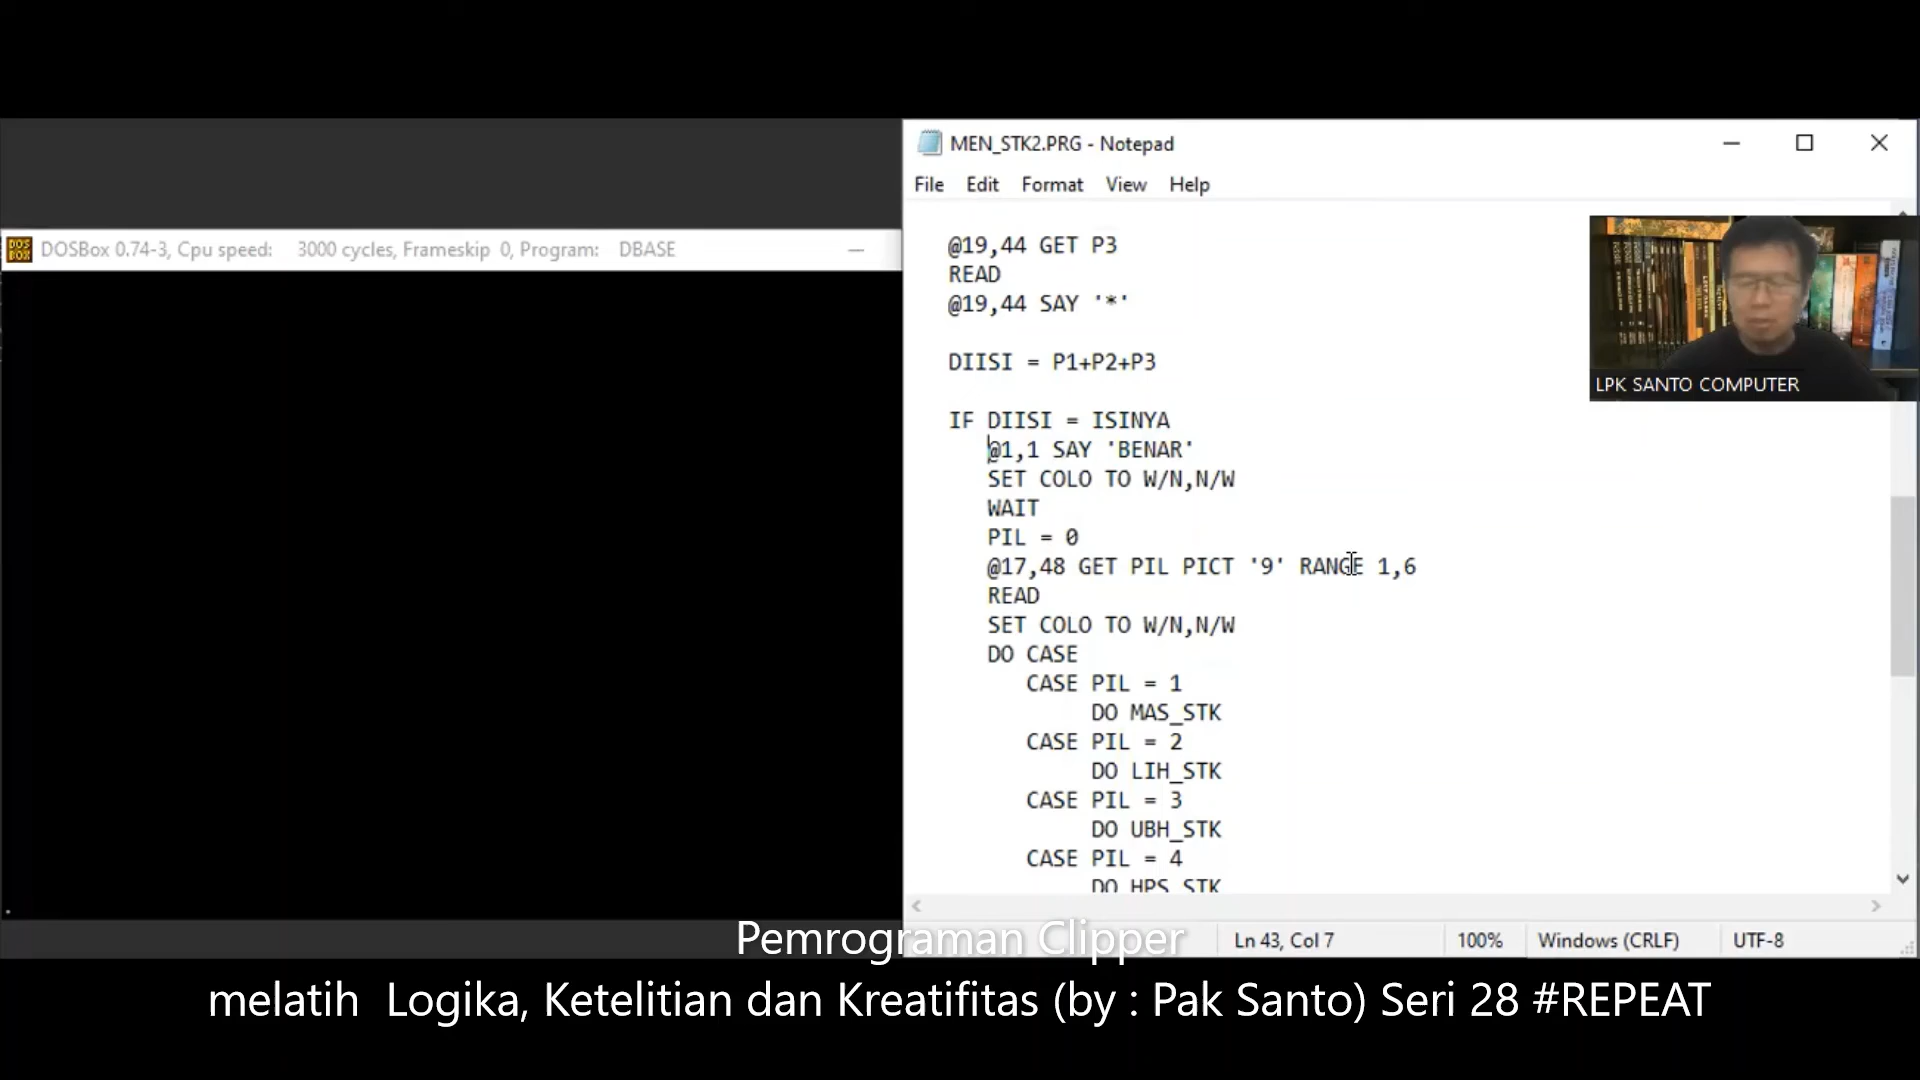 MEN_STK2.PRG - Notepad
File Edit Format View Help
DOSBox 0.74-3, Cpu speed: 3000 cycles, Frameskip 0, Program: DBASE
@19,44 GET P3
READ
@19,44 SAY '*'
DIISI = P1+P2+P3
IF DIISI = ISINYA
@1,1 SAY 'BENAR'
SET COLO TO W/N,N/W
WAIT
PIL = 0
@17,48 GET PIL PICT '9' RANGE 1,6
READ
SET COLO TO W/N,N/W
DO CASE
CASE PIL = 1
DO MAS_STK
CASE PIL = 2
DO LIH_STK
CASE PIL = 3
DO UBH_STK
CASE PIL = 4
DO HPS_STK
LPK SANTO COMPUTER
Ln 43, Col 7 100% Windows (CRLF) UTF-8
Pemrograman Clipper
melatih Logika, Ketelitian dan Kreatifitas (by : Pak Santo) Seri 28 #REPEAT